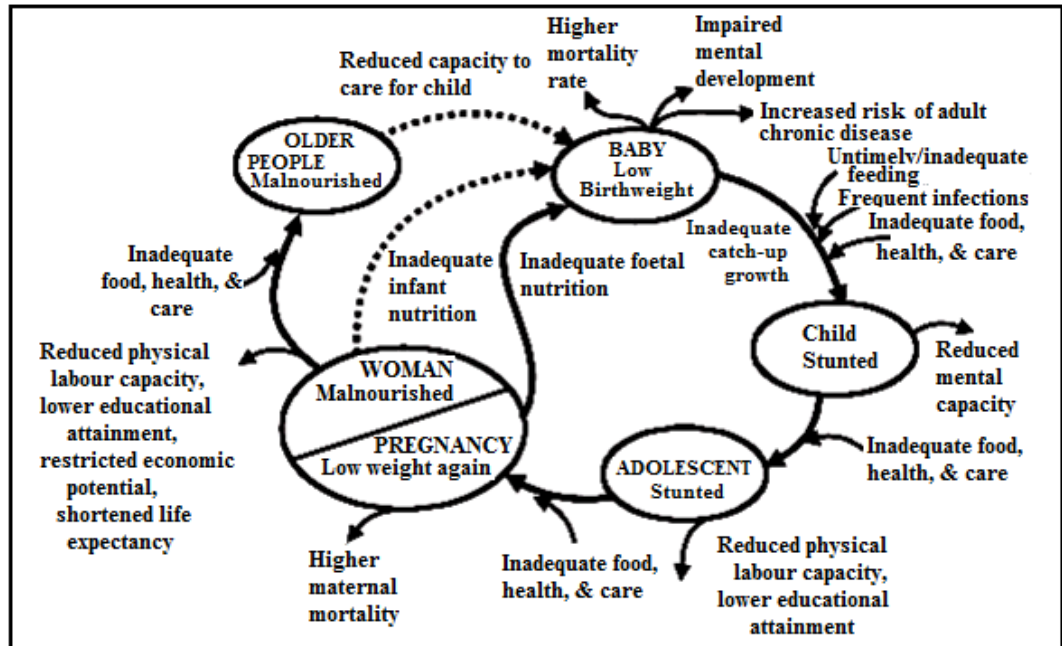 Higher
mortality
rate
Impaired
mental
development
Reduced capacity to
care for child
Increased risk of adult
chronic disease
OLDER
PEOPLE
Malnourished
BABY
Low
Birthweight
Untimely/inadequate
feeding
Frequent infections
Inadequate food,
health, & care
Inadequate
catch-up
growth
Inadequate
food, health, &
care
Inadequate
infant
nutrition
Inadequate foetal
nutrition
Child
Stunted
Reduced
mental
capacity
Reduced physical
labour capacity,
lower educational
attainment,
restricted economic
potential,
shortened life
expectancy
WOMAN
Malnourished
PREGNANCY
Low weight again
ADOLESCENT
Stunted
Inadequate food,
health, & care
Higher
maternal
mortality
Inadequate food,
health, & care
Reduced physical
labour capacity,
lower educational
attainment